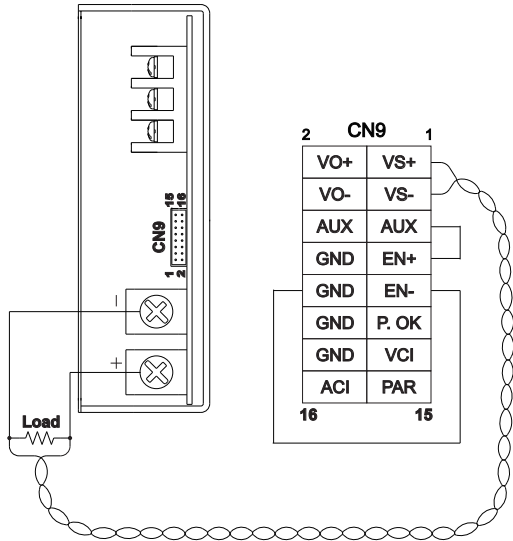 2 CN9 1
VO+ VS+
VO- VS-
AUX AUX
GND EN+
GND EN-
GND P. OK
GND VCI
ACI PAR
16 15
CN9
15
16
1
2
−
+
Load